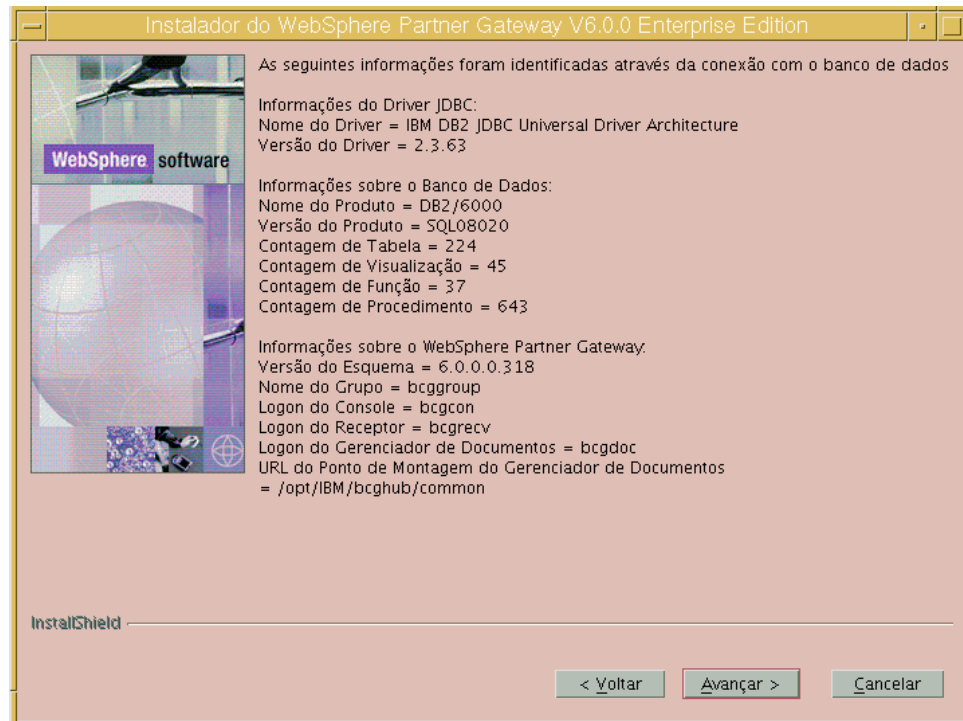 Instalador do WebSphere Partner Gateway V6.0.0 Enterprise Edition
WebSphere software
As seguintes informações foram identificadas através da conexão com o banco de dados
Informações do Driver JDBC:
Nome do Driver = IBM DB2 JDBC Universal Driver Architecture
Versão do Driver = 2.3.63
Informações sobre o Banco de Dados:
Nome do Produto = DB2/6000
Versão do Produto = SQL08020
Contagem de Tabela = 224
Contagem de Visualização = 45
Contagem de Função = 37
Contagem de Procedimento = 643
Informações sobre o WebSphere Partner Gateway:
Versão do Esquema = 6.0.0.0.318
Nome do Grupo = bcggroup
Logon do Console = bcgcon
Logon do Receptor = bcgrecv
Logon do Gerenciador de Documentos = bcgdoc
URL do Ponto de Montagem do Gerenciador de Documentos
= /opt/IBM/bcghub/common
InstallShield
< Voltar
Avançar >
Cancelar